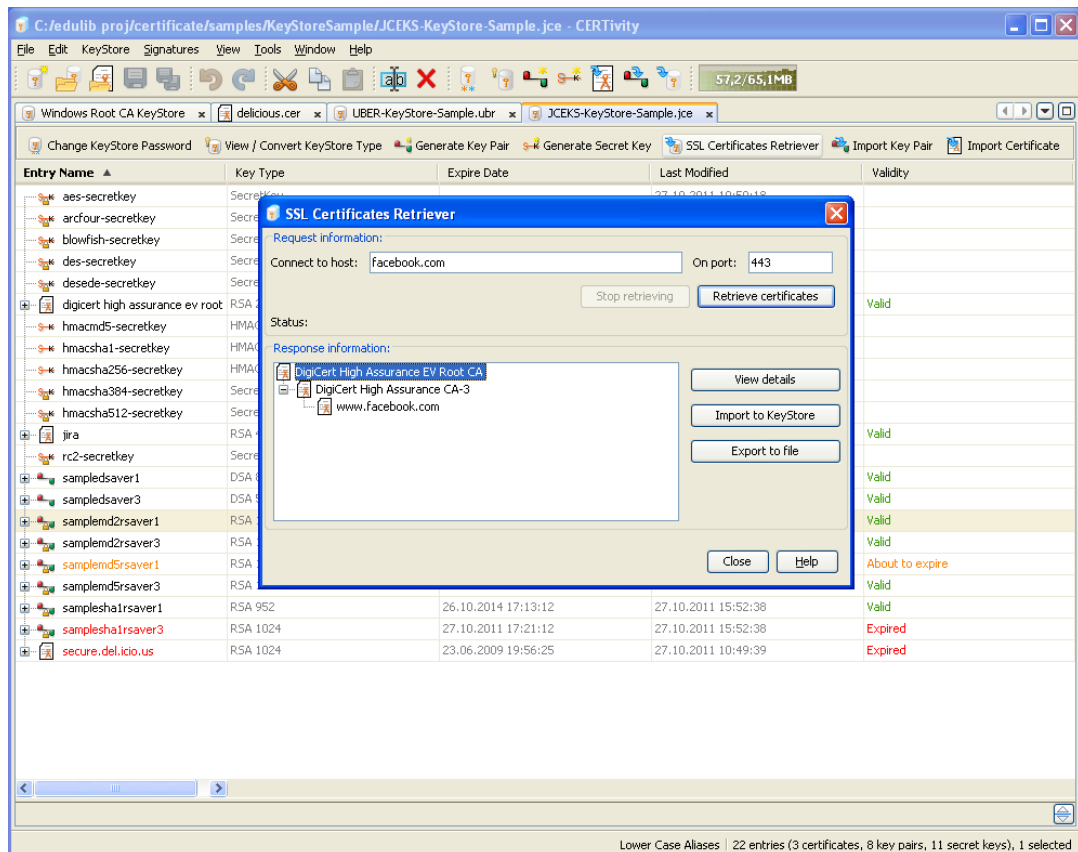 C:/edulib proj/certificate/samples/KeyStoreSample/JCEKS-KeyStore-Sample.jce - CERTivity
File Edit KeyStore Signatures View Tools Window Help
57,2/65,1MB
Windows Root CA KeyStore x delicious.cer x UBER-KeyStore-Sample.ubr x JCEKS-KeyStore-Sample.jce x
Change KeyStore Password View / Convert KeyStore Type Generate Key Pair Generate Secret Key SSL Certificates Retriever Import Key Pair Import Certificate
Entry Name Key Type Expire Date Last Modified Validity
aes-secretkey
arcfour-secretkey
blowfish-secretkey
des-secretkey
desede-secretkey
digicert high assurance ev root RSA Valid
hmacmd5-secretkey
hmacsha1-secretkey
hmacsha256-secretkey
hmacsha384-secretkey
hmacsha512-secretkey
jira RSA Valid
rc2-secretkey
sampledsaver1 DSA Valid
sampledsaver3 DSA Valid
samplemd2rsaver1 RSA Valid
samplemd2rsaver3 RSA Valid
samplemd5rsaver1 RSA About to expire
samplemd5rsaver3 RSA Valid
samplesha1rsaver1 RSA 952 26.10.2014 17:13:12 27.10.2011 15:52:38 Valid
samplesha1rsaver3 RSA 1024 27.10.2011 17:21:12 27.10.2011 15:52:38 Expired
secure.del.icio.us RSA 1024 23.06.2009 19:56:25 27.10.2011 10:49:39 Expired
SSL Certificates Retriever
Request information:
Connect to host: facebook.com On port: 443
Stop retrieving Retrieve certificates
Status:
Response information:
DigiCert High Assurance EV Root CA
DigiCert High Assurance CA-3
www.facebook.com
View details
Import to KeyStore
Export to file
Close Help
Lower Case Aliases 22 entries (3 certificates, 8 key pairs, 11 secret keys), 1 selected